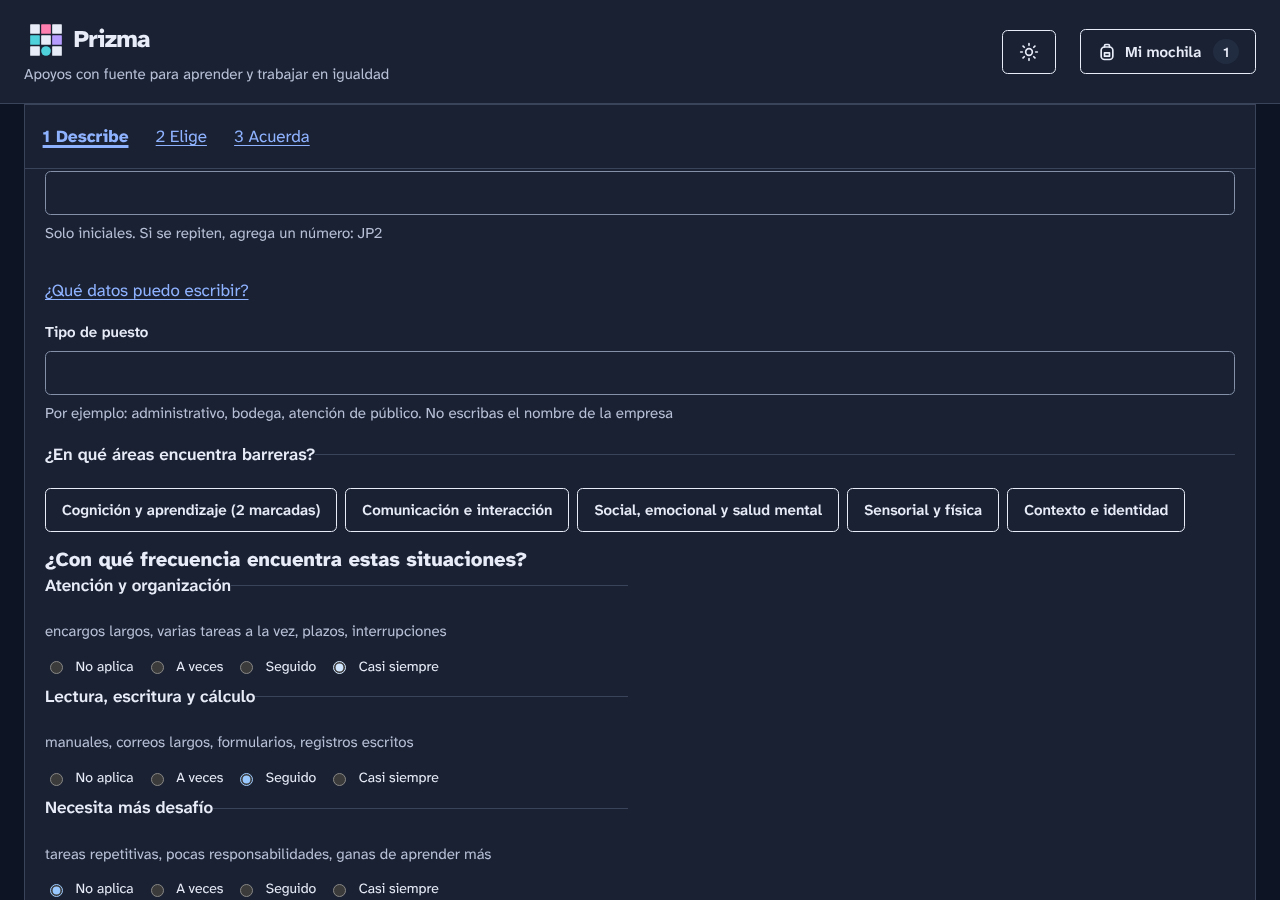 Prizma
Apoyos con fuente para aprender y trabajar en igualdad
Mi mochila 1
1 Describe 2 Elige 3 Acuerda
Solo iniciales. Si se repiten, agrega un número: JP2
¿Qué datos puedo escribir?
Tipo de puesto
Por ejemplo: administrativo, bodega, atención de público. No escribas el nombre de la empresa
¿En qué áreas encuentra barreras?
Cognición y aprendizaje (2 marcadas) Comunicación e interacción Social, emocional y salud mental Sensorial y física Contexto e identidad
¿Con qué frecuencia encuentra estas situaciones?
Atención y organización
encargos largos, varias tareas a la vez, plazos, interrupciones
No aplica A veces Seguido Casi siempre
Lectura, escritura y cálculo
manuales, correos largos, formularios, registros escritos
No aplica A veces Seguido Casi siempre
Necesita más desafío
tareas repetitivas, pocas responsabilidades, ganas de aprender más
No aplica A veces Seguido Casi siempre